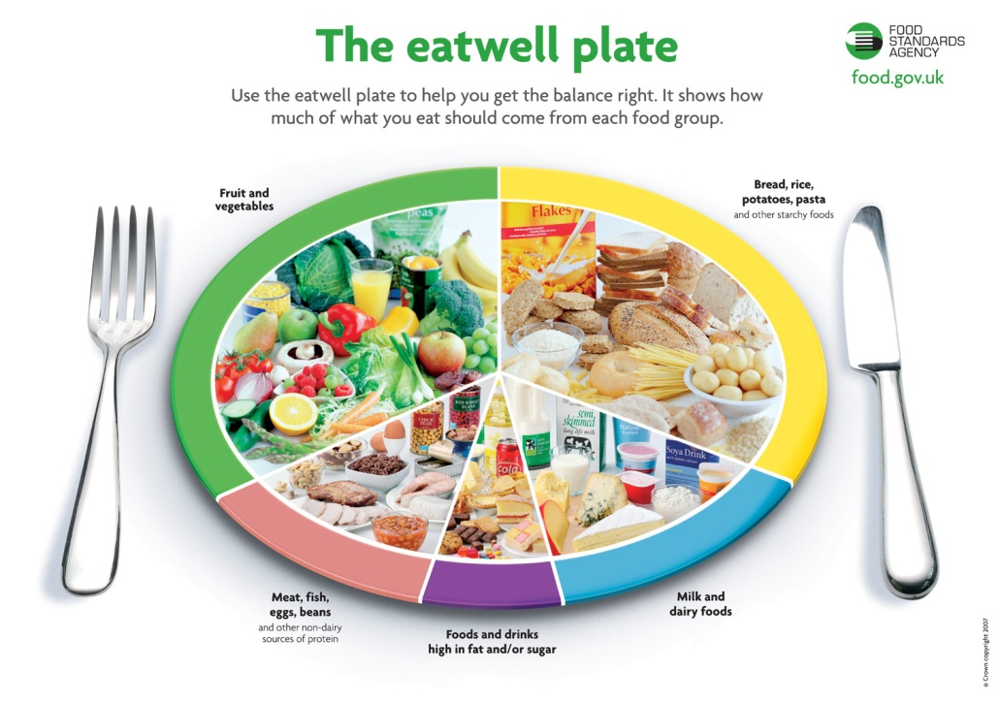 The eatwell plate
FOOD
STANDARDS
AGENCY
food.gov.uk
Use the eatwell plate to help you get the balance right. It shows how
much of what you eat should come from each food group.
Fruit and
vegetables
Bread, rice,
potatoes, pasta
and other starchy foods
peas
Flakes
CHICK
PEAS
RED KIDNEY
BEANS
cola
semi
skimmed
long life milk
Natural
Soya Drink
Meat, fish,
eggs, beans
and other non-dairy
sources of protein
Foods and drinks
high in fat and/or sugar
Milk and
dairy foods
© Crown copyright 2007